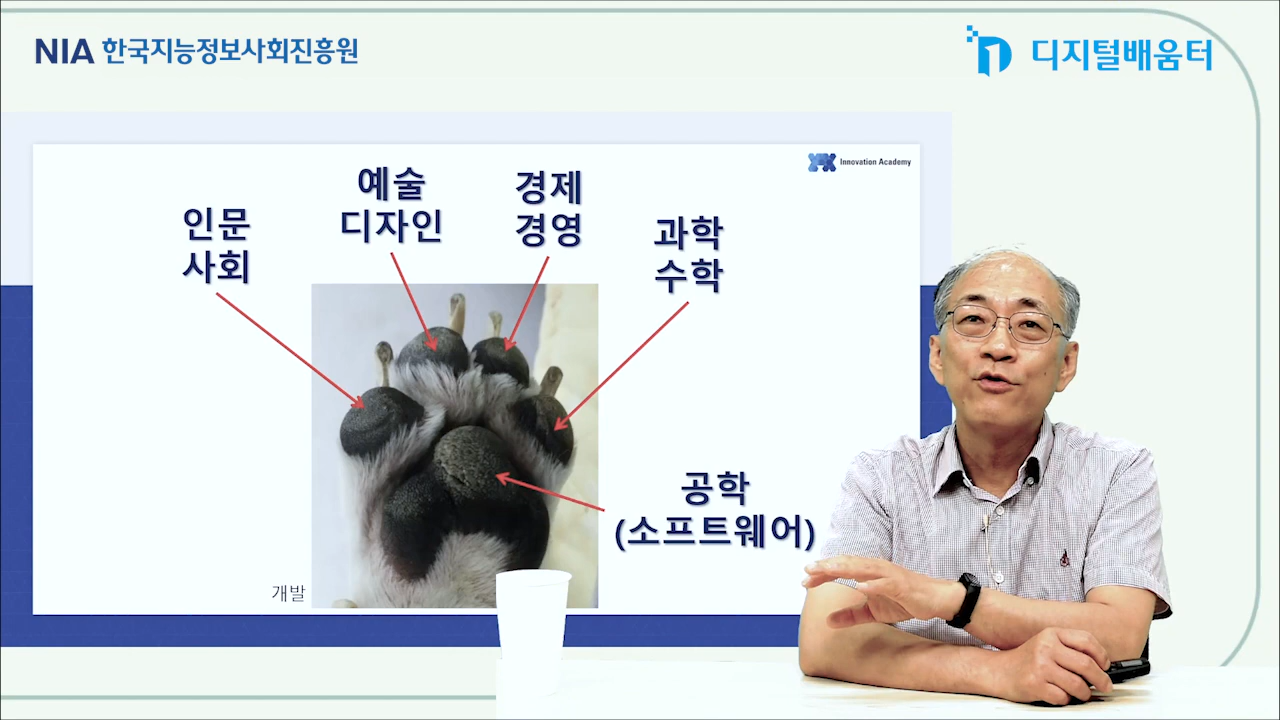 NIA 한국지능정보사회진흥원
디지털배움터
Innovation Academy
예술
디자인
경제
경영
인문
사회
과학
수학
공학
(소프트웨어)
개발